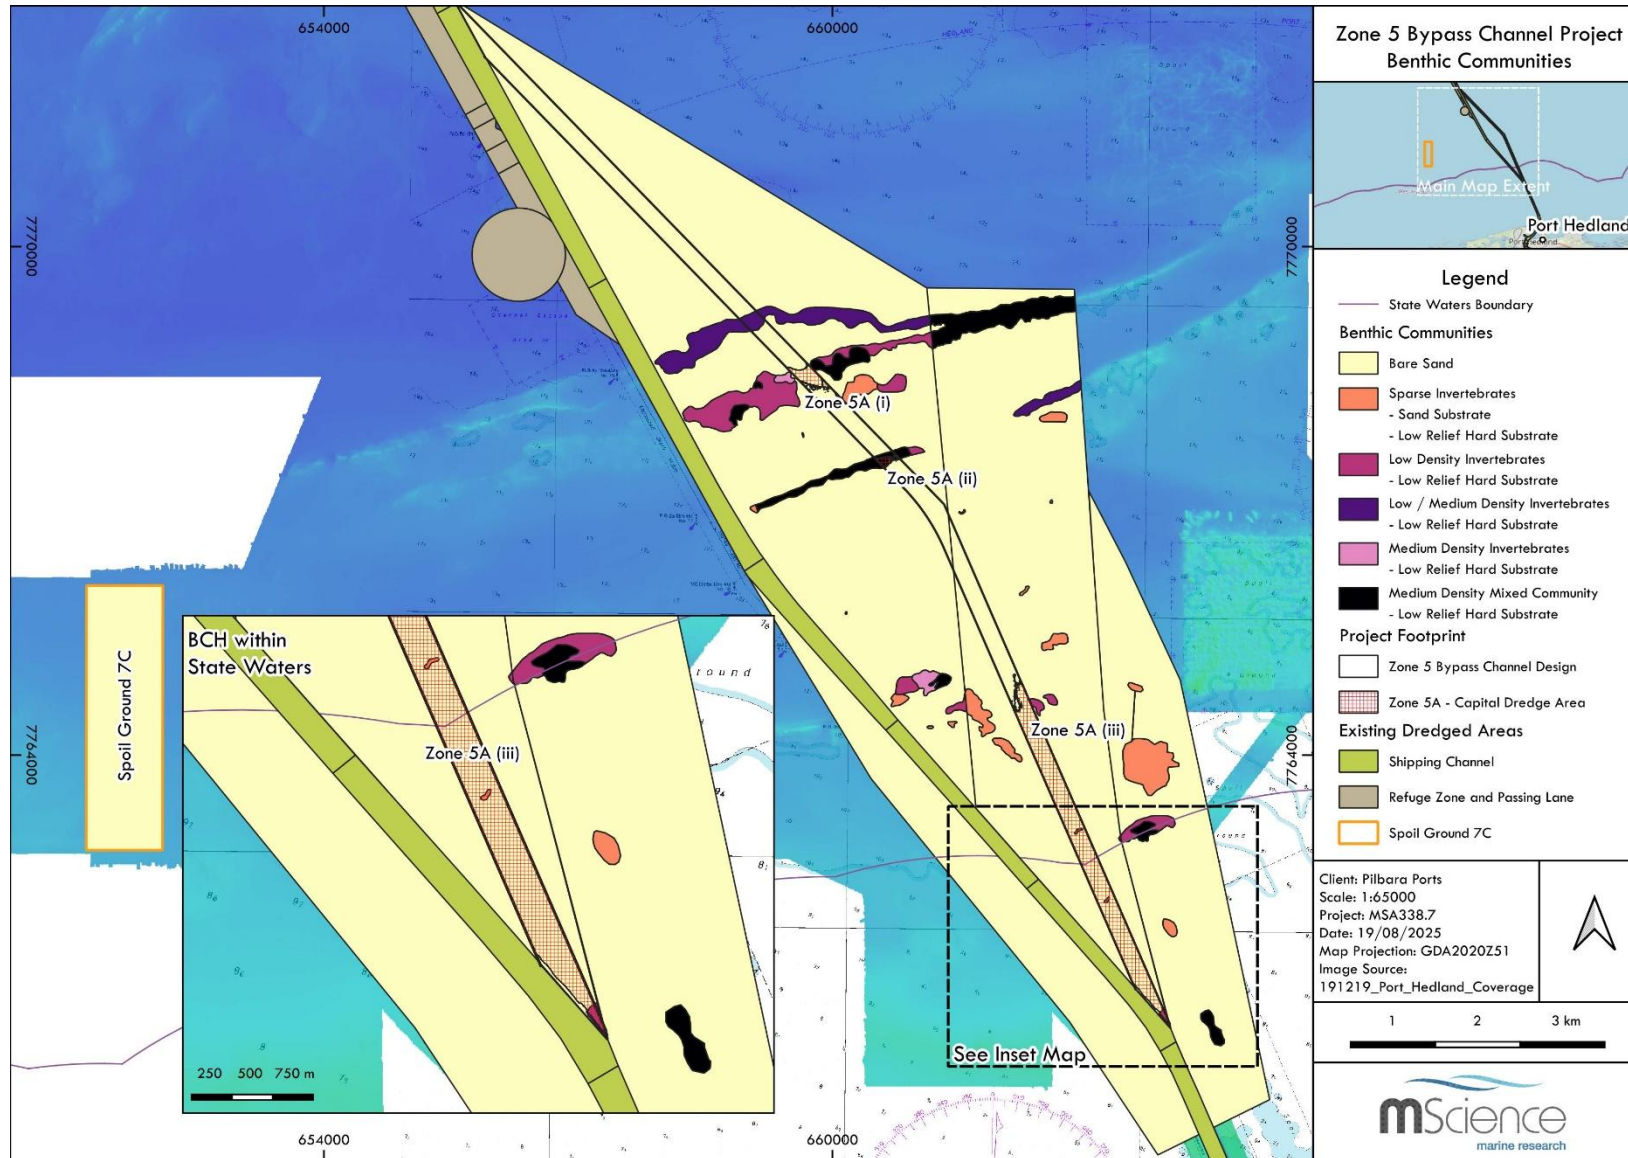 654000
660000
7770000
7770000
7764000
7764000
654000
660000
HEDLAND
Zone 5A (i)
Zone 5A (ii)
Zone 5A (iii)
See Inset Map
Spoil Ground 7C
BCH within
State Waters
Zone 5A (iii)
250 500 750 m
round
Zone 5 Bypass Channel Project
Benthic Communities
Main Map Extent
Port Hedland
Legend
State Waters Boundary
Benthic Communities
Bare Sand
Sparse Invertebrates
- Sand Substrate
- Low Relief Hard Substrate
Low Density Invertebrates
- Low Relief Hard Substrate
Low / Medium Density Invertebrates
- Low Relief Hard Substrate
Medium Density Invertebrates
- Low Relief Hard Substrate
Medium Density Mixed Community
- Low Relief Hard Substrate
Project Footprint
Zone 5 Bypass Channel Design
Zone 5A - Capital Dredge Area
Existing Dredged Areas
Shipping Channel
Refuge Zone and Passing Lane
Spoil Ground 7C
Client: Pilbara Ports
Scale: 1:65000
Project: MSA338.7
Date: 19/08/2025
Map Projection: GDA2020Z51
Image Source:
191219_Port_Hedland_Coverage
1 2 3 km
mScience
marine research